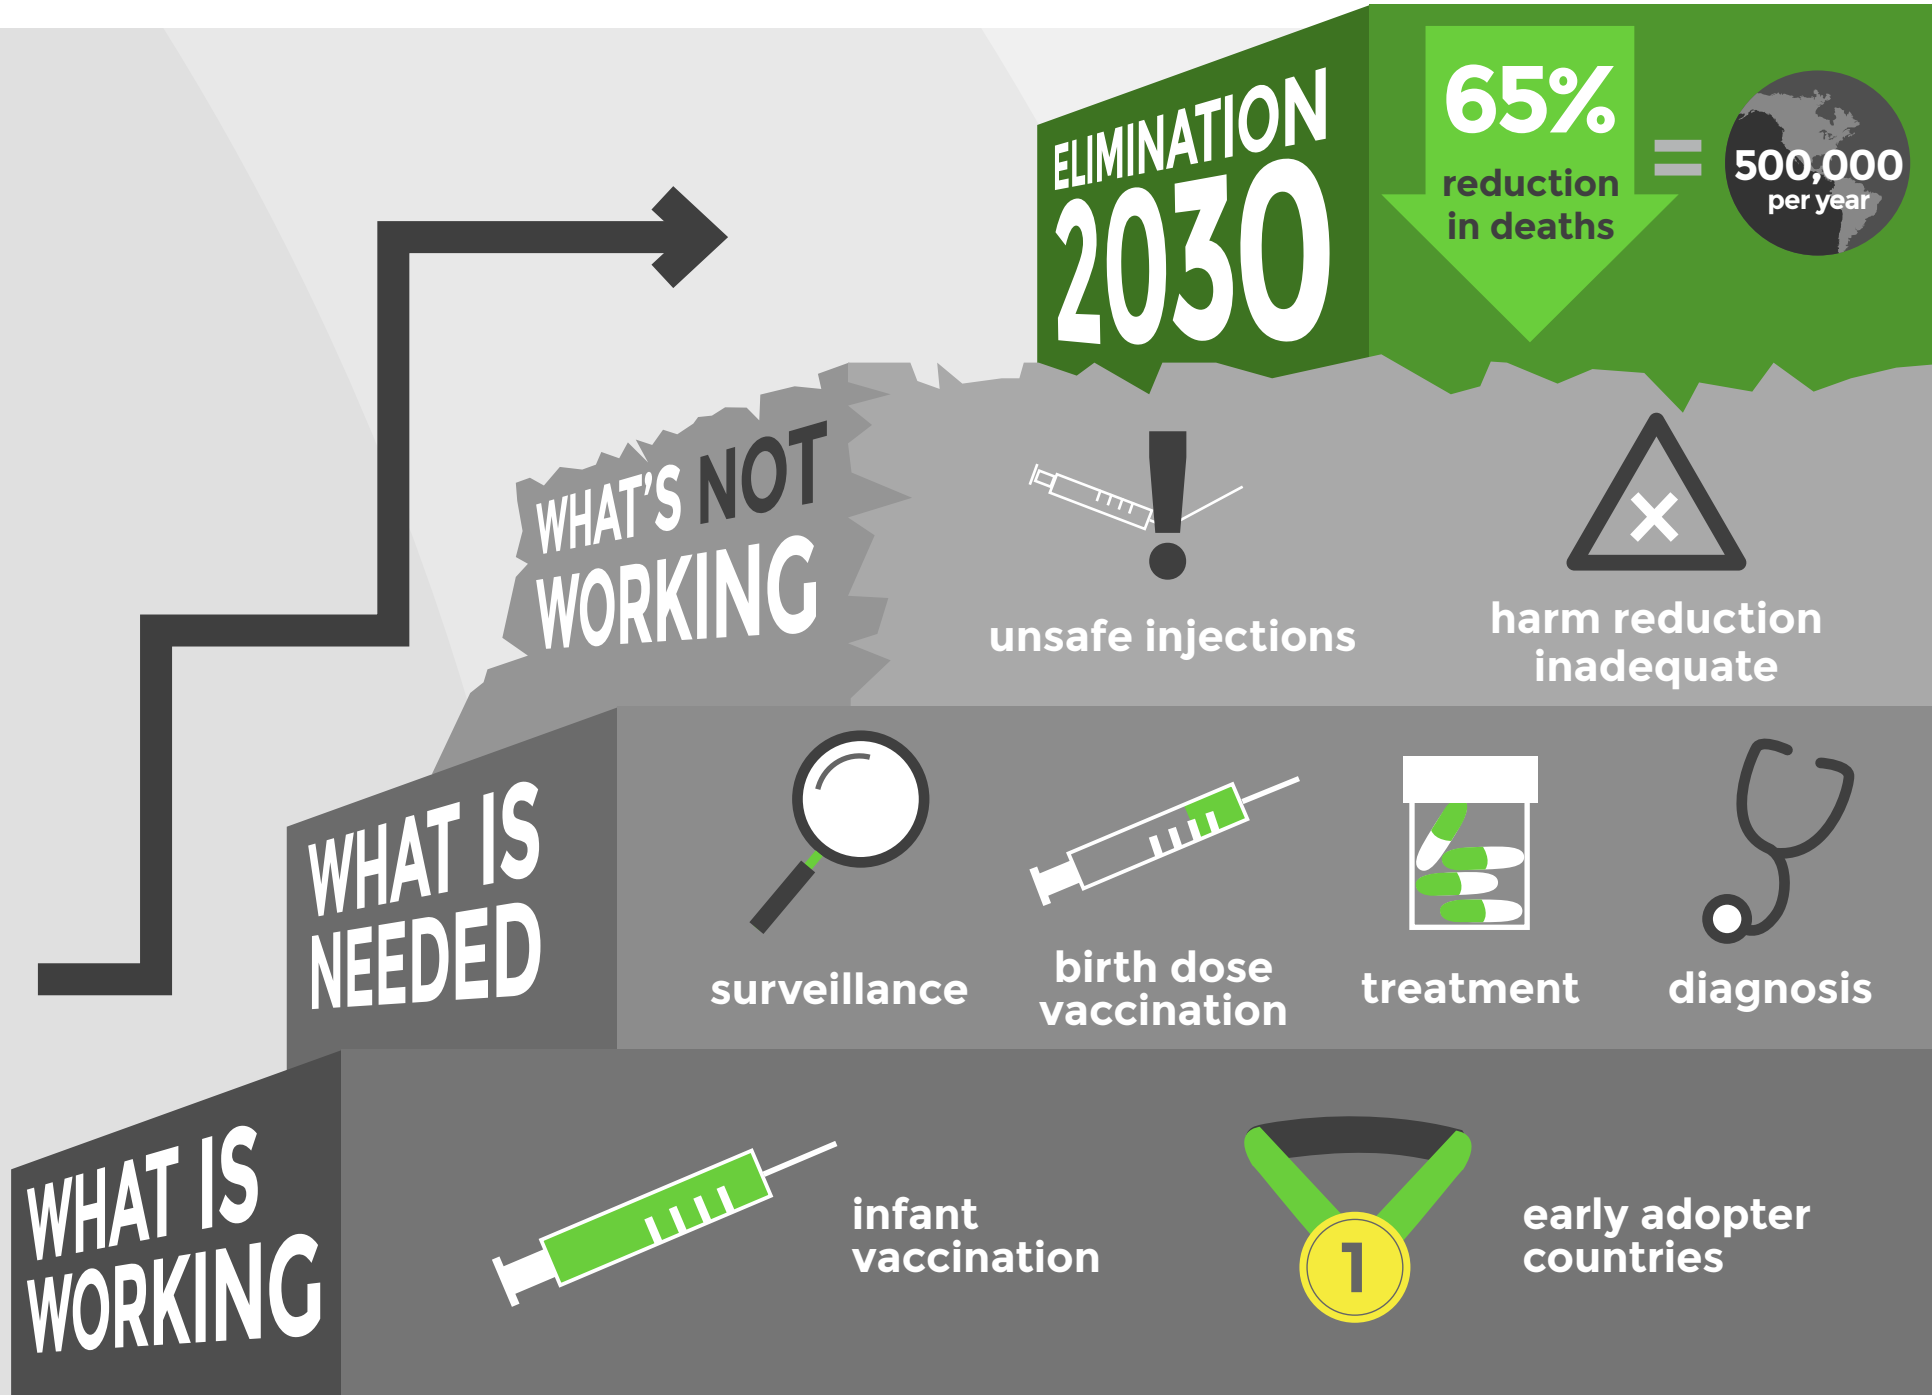 ELIMINATION
2030
65%
reduction
in deaths
=
500,000
per year
WHAT'S NOT
WORKING
unsafe injections
harm reduction
inadequate
WHAT IS
NEEDED
surveillance
birth dose
vaccination
treatment
diagnosis
WHAT IS
WORKING
infant
vaccination
1
early adopter
countries